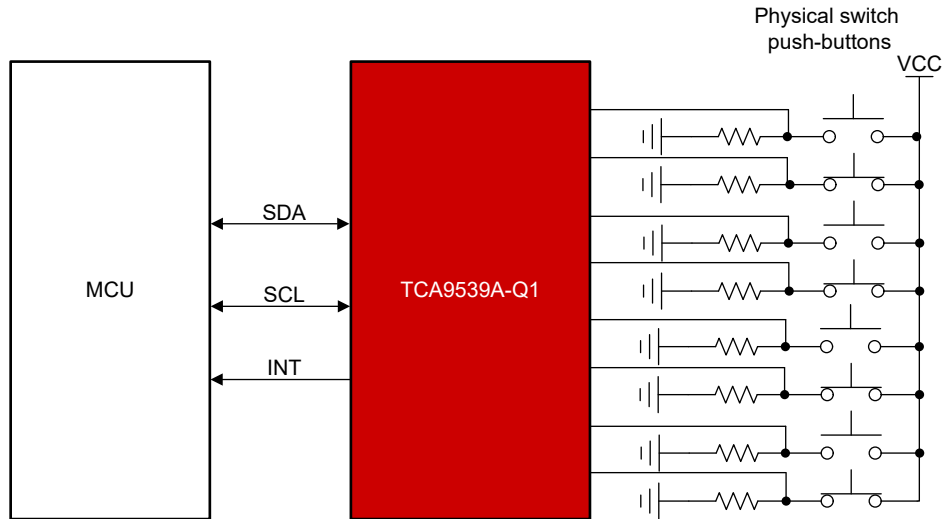 Physical switch
push-buttons
VCC
SDA
MCU
TCA9539A-Q1
SCL
INT